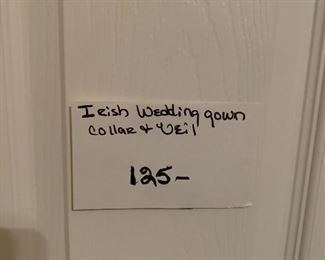 Irish Wedding gown
Collar & Veil
125-